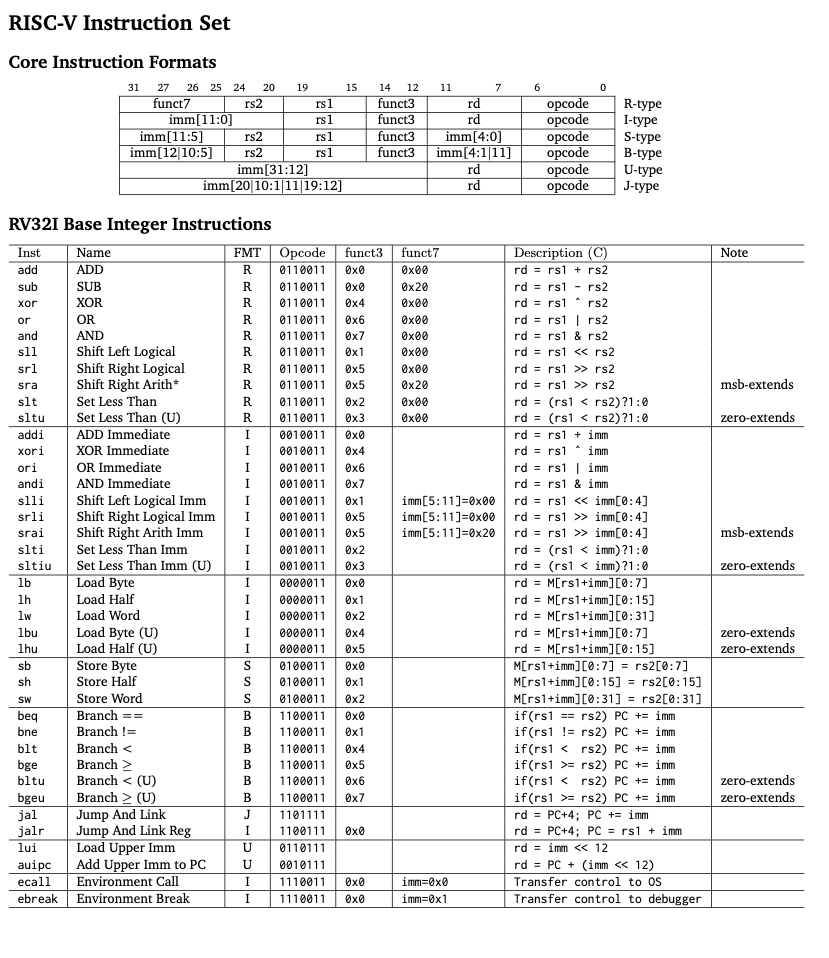 RISC-V Instruction Set
Core Instruction Formats
31 27 26 25 24 20 19 15 14 12 11 7 6 0
funct7 rs2 rs1 funct3 rd opcode R-type
imm[11:0] rs1 funct3 rd opcode I-type
imm[11:5] rs2 rs1 funct3 imm[4:0] opcode S-type
imm[12|10:5] rs2 rs1 funct3 imm[4:1|11] opcode B-type
imm[31:12] rd opcode U-type
imm[20|10:1|11|19:12] rd opcode J-type
RV32I Base Integer Instructions
Inst Name FMT Opcode funct3 funct7 Description (C) Note
add ADD R 0110011 0x0 0x00 rd = rs1 + rs2
sub SUB R 0110011 0x0 0x20 rd = rs1 - rs2
xor XOR R 0110011 0x4 0x00 rd = rs1 ^ rs2
or OR R 0110011 0x6 0x00 rd = rs1 | rs2
and AND R 0110011 0x7 0x00 rd = rs1 & rs2
sll Shift Left Logical R 0110011 0x1 0x00 rd = rs1 << rs2
srl Shift Right Logical R 0110011 0x5 0x00 rd = rs1 >> rs2
sra Shift Right Arith* R 0110011 0x5 0x20 rd = rs1 >> rs2 msb-extends
slt Set Less Than R 0110011 0x2 0x00 rd = (rs1 < rs2)?1:0
sltu Set Less Than (U) R 0110011 0x3 0x00 rd = (rs1 < rs2)?1:0 zero-extends
addi ADD Immediate I 0010011 0x0 rd = rs1 + imm
xori XOR Immediate I 0010011 0x4 rd = rs1 ^ imm
ori OR Immediate I 0010011 0x6 rd = rs1 | imm
andi AND Immediate I 0010011 0x7 rd = rs1 & imm
slli Shift Left Logical Imm I 0010011 0x1 imm[5:11]=0x00 rd = rs1 << imm[0:4]
srli Shift Right Logical Imm I 0010011 0x5 imm[5:11]=0x00 rd = rs1 >> imm[0:4]
srai Shift Right Arith Imm I 0010011 0x5 imm[5:11]=0x20 rd = rs1 >> imm[0:4] msb-extends
slti Set Less Than Imm I 0010011 0x2 rd = (rs1 < imm)?1:0
sltiu Set Less Than Imm (U) I 0010011 0x3 rd = (rs1 < imm)?1:0 zero-extends
lb Load Byte I 0000011 0x0 rd = M[rs1+imm][0:7]
lh Load Half I 0000011 0x1 rd = M[rs1+imm][0:15]
lw Load Word I 0000011 0x2 rd = M[rs1+imm][0:31]
lbu Load Byte (U) I 0000011 0x4 rd = M[rs1+imm][0:7] zero-extends
lhu Load Half (U) I 0000011 0x5 rd = M[rs1+imm][0:15] zero-extends
sb Store Byte S 0100011 0x0 M[rs1+imm][0:7] = rs2[0:7]
sh Store Half S 0100011 0x1 M[rs1+imm][0:15] = rs2[0:15]
sw Store Word S 0100011 0x2 M[rs1+imm][0:31] = rs2[0:31]
beq Branch == B 1100011 0x0 if(rs1 == rs2) PC += imm
bne Branch != B 1100011 0x1 if(rs1 != rs2) PC += imm
blt Branch < B 1100011 0x4 if(rs1 < rs2) PC += imm
bge Branch ≥ B 1100011 0x5 if(rs1 >= rs2) PC += imm
bltu Branch < (U) B 1100011 0x6 if(rs1 < rs2) PC += imm zero-extends
bgeu Branch ≥ (U) B 1100011 0x7 if(rs1 >= rs2) PC += imm zero-extends
jal Jump And Link J 1101111 rd = PC+4; PC += imm
jalr Jump And Link Reg I 1100111 0x0 rd = PC+4; PC = rs1 + imm
lui Load Upper Imm U 0110111 rd = imm << 12
auipc Add Upper Imm to PC U 0010111 rd = PC + (imm << 12)
ecall Environment Call I 1110011 0x0 imm=0x0 Transfer control to OS
ebreak Environment Break I 1110011 0x0 imm=0x1 Transfer control to debugger